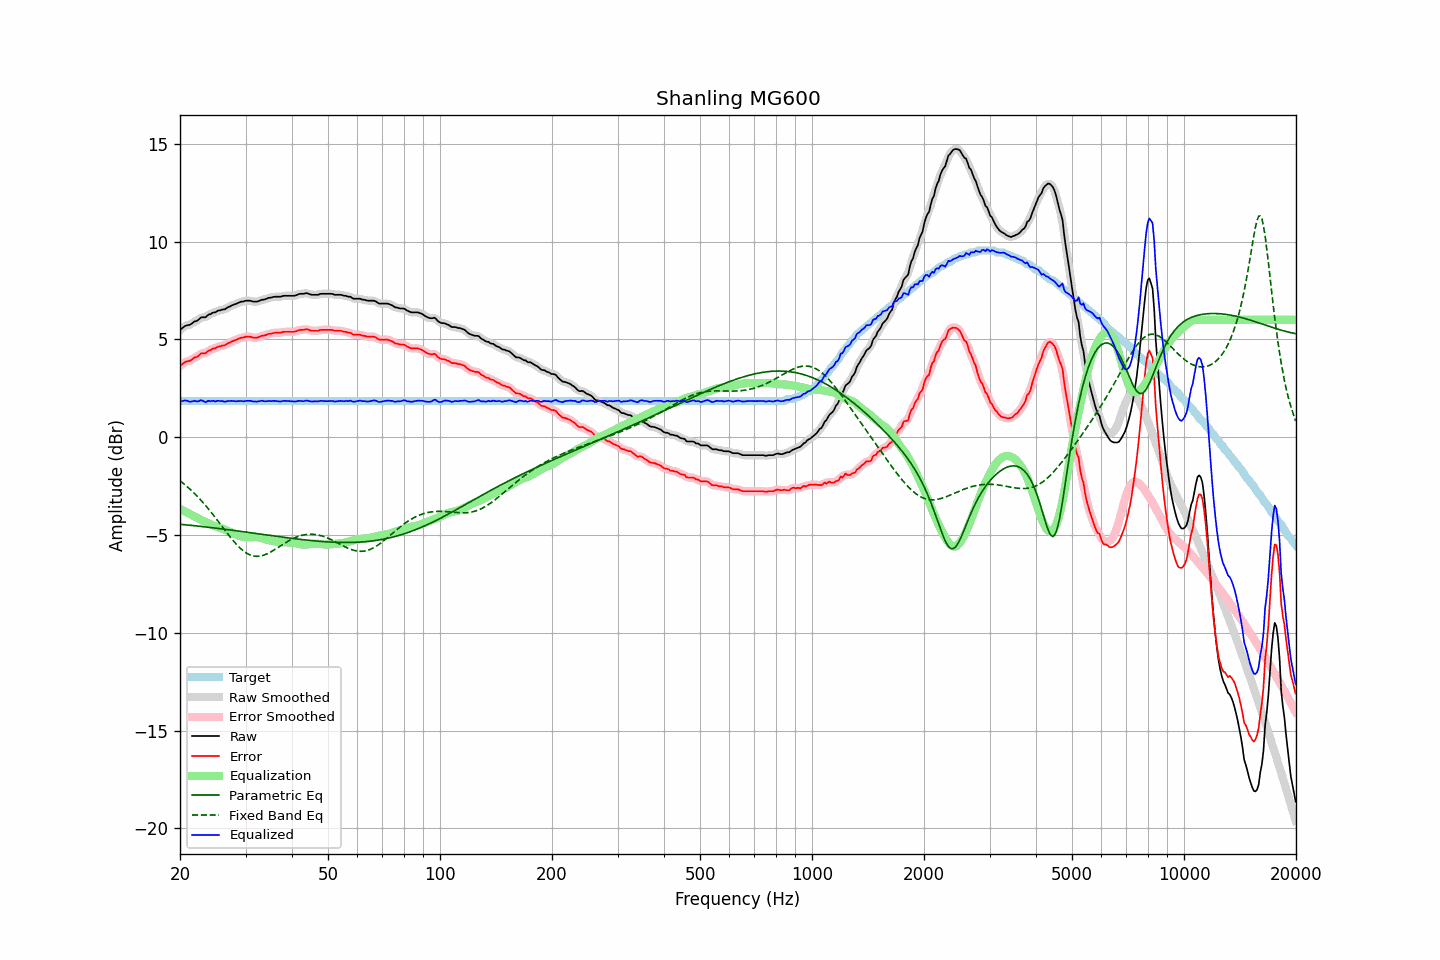 Shanling MG600
Amplitude (dBr)
15
10
5
0
−5
−10
−15
−20
Target
Raw Smoothed
Error Smoothed
Raw
Error
Equalization
Parametric Eq
Fixed Band Eq
Equalized
20 50 100 200 500 1000 2000 5000 10000 20000
Frequency (Hz)